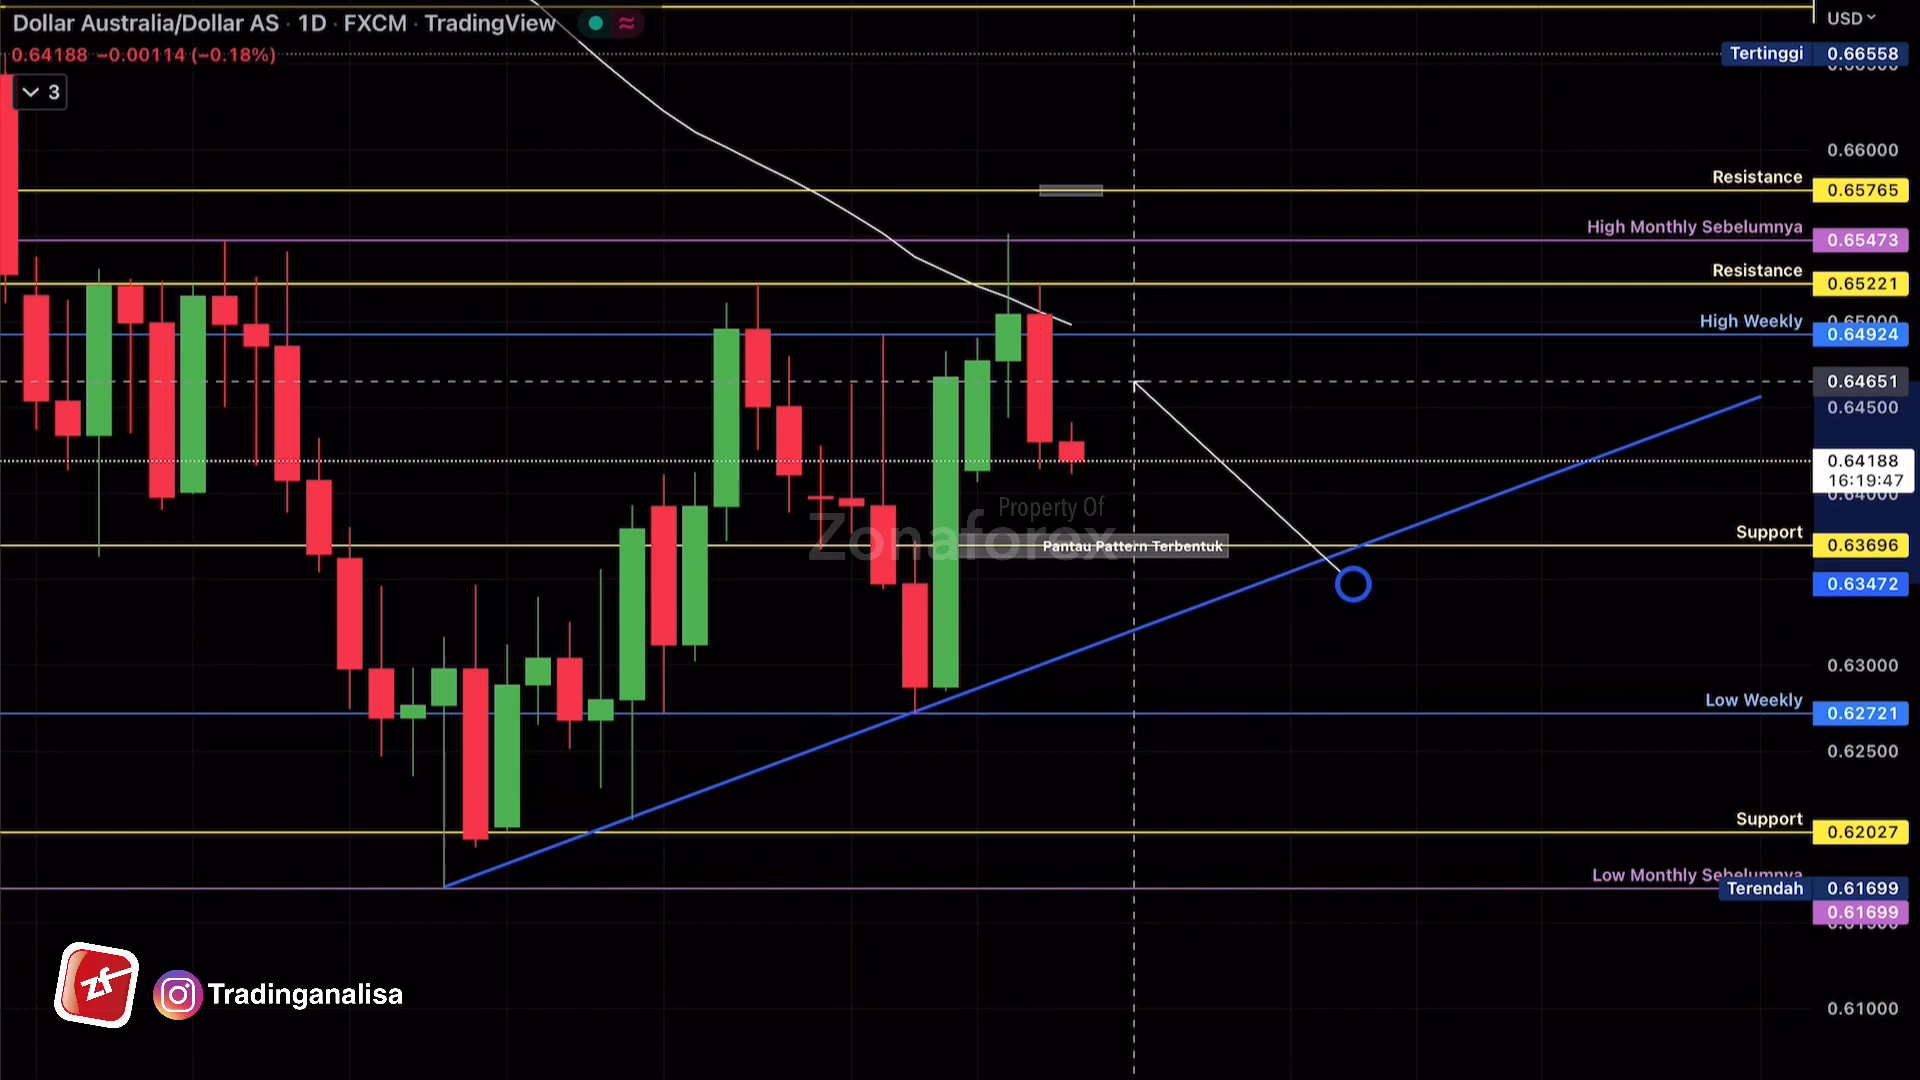 Dollar Australia/Dollar AS · 1D · FXCM · TradingView
0.64188 −0.00114 (−0.18%)
3
USD
Tertinggi 0.66558
0.66000
Resistance
0.65765
High Monthly Sebelumnya
0.65473
Resistance
0.65221
High Weekly
0.64924
0.64651
0.64500
0.64188
16:19:47
0.64000
Property Of
Zonaforex
Pantau Pattern Terbentuk
Support
0.63696
0.63472
0.63000
Low Weekly
0.62721
0.62500
Support
0.62027
Low Monthly Sebelumnya
Terendah 0.61699
0.61699
0.61000
zf
Tradinganalisa